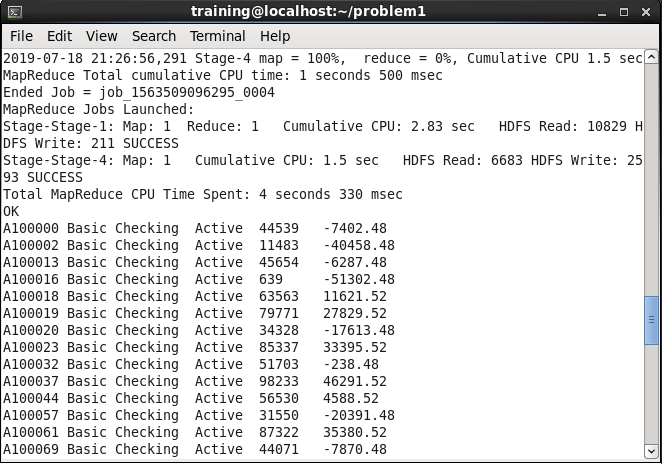 training@localhost:~/problem1
File Edit View Search Terminal Help
2019-07-18 21:26:56,291 Stage-4 map = 100%,  reduce = 0%, Cumulative CPU 1.5 sec
MapReduce Total cumulative CPU time: 1 seconds 500 msec
Ended Job = job_1563509096295_0004
MapReduce Jobs Launched:
Stage-Stage-1: Map: 1  Reduce: 1   Cumulative CPU: 2.83 sec   HDFS Read: 10829 H
DFS Write: 211 SUCCESS
Stage-Stage-4: Map: 1   Cumulative CPU: 1.5 sec   HDFS Read: 6683 HDFS Write: 25
93 SUCCESS
Total MapReduce CPU Time Spent: 4 seconds 330 msec
OK
A100000 Basic Checking  Active  44539   -7402.48
A100002 Basic Checking  Active  11483   -40458.48
A100013 Basic Checking  Active  45654   -6287.48
A100016 Basic Checking  Active  639     -51302.48
A100018 Basic Checking  Active  63563   11621.52
A100019 Basic Checking  Active  79771   27829.52
A100020 Basic Checking  Active  34328   -17613.48
A100023 Basic Checking  Active  85337   33395.52
A100032 Basic Checking  Active  51703   -238.48
A100037 Basic Checking  Active  98233   46291.52
A100044 Basic Checking  Active  56530   4588.52
A100057 Basic Checking  Active  31550   -20391.48
A100061 Basic Checking  Active  87322   35380.52
A100069 Basic Checking  Active  44071   -7870.48